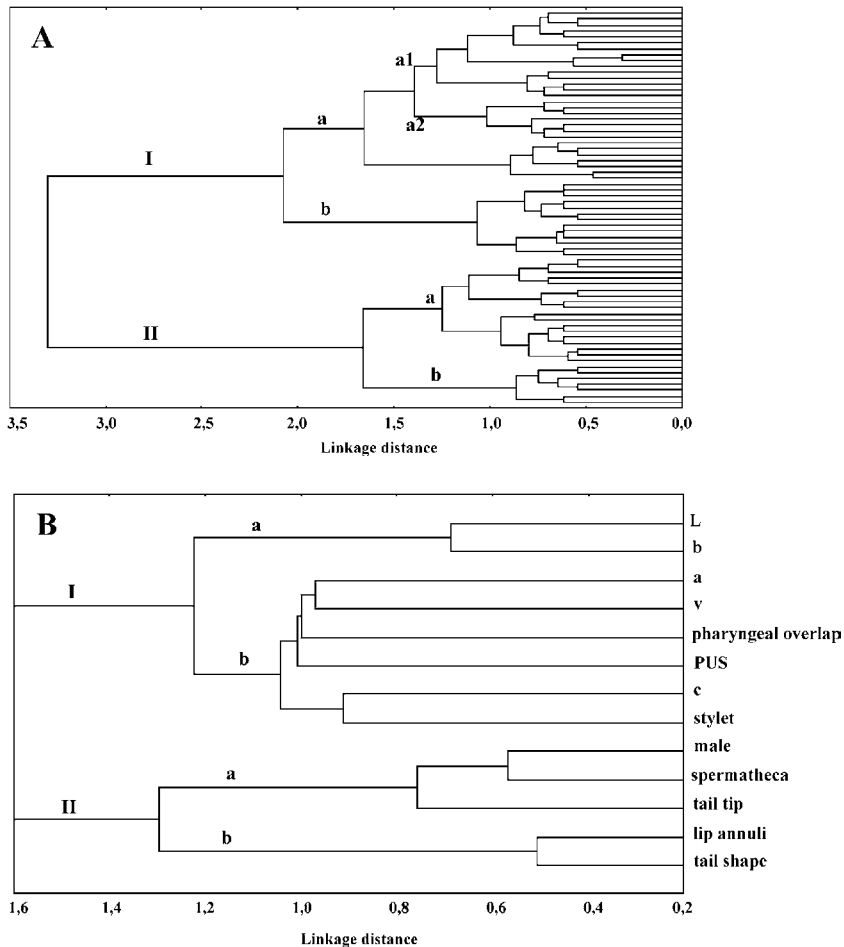 A
a1
a
a2
I
b
a
II
b
3,5 3,0 2,0 1,5 1,0 0,5 0,0
Linkage distance
B
a
L
b
I
a
v
pharyngeal overlap
b
PUS
c
stylet
male
a
spermatheca
II
tail tip
b
lip annuli
tail shape
1,6 1,4 1,2 1,0 0,8 0,6 0,4 0,2
Linkage distance